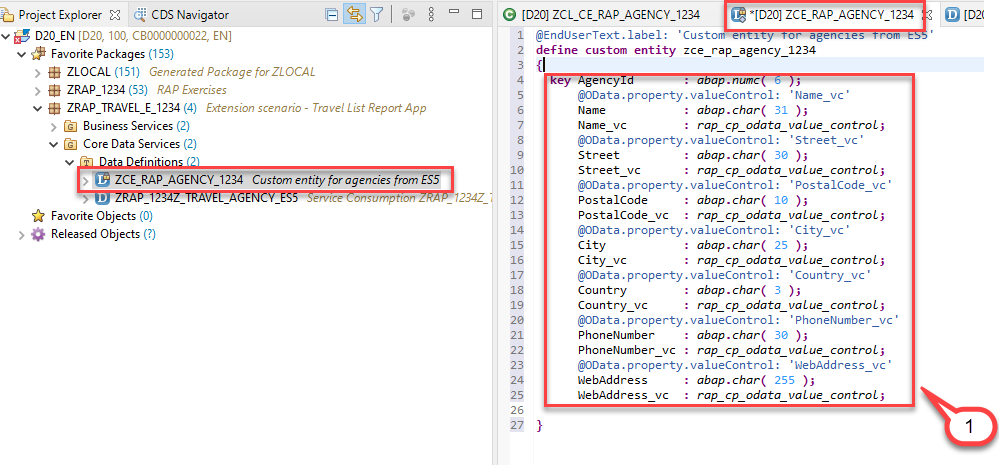 Project Explorer
CDS Navigator
D20_EN [D20, 100, CB0000000022, EN]
Favorite Packages (153)
ZLOCAL (151) Generated Package for ZLOCAL
ZRAP_1234 (53) RAP Exercises
ZRAP_TRAVEL_E_1234 (4) Extension scenario - Travel List Report App
Business Services (2)
Core Data Services (2)
Data Definitions (2)
ZCE_RAP_AGENCY_1234 Custom entity for agencies from ES5
ZRAP_1234Z_TRAVEL_AGENCY_ES5 Service Consumption ZRAP_1234Z_T
Favorite Objects (0)
Released Objects (?)
[D20] ZCL_CE_RAP_AGENCY_1234
*[D20] ZCE_RAP_AGENCY_1234
[D20]
1 @EndUserText.label: 'Custom entity for agencies from ES5'
2 define custom entity zce_rap_agency_1234
3 {
4 key AgencyId : abap.numc( 6 );
5 @OData.property.valueControl: 'Name_vc'
6 Name : abap.char( 31 );
7 Name_vc : rap_cp_odata_value_control;
8 @OData.property.valueControl: 'Street_vc'
9 Street : abap.char( 30 );
10 Street_vc : rap_cp_odata_value_control;
11 @OData.property.valueControl: 'PostalCode_vc'
12 PostalCode : abap.char( 10 );
13 PostalCode_vc : rap_cp_odata_value_control;
14 @OData.property.valueControl: 'City_vc'
15 City : abap.char( 25 );
16 City_vc : rap_cp_odata_value_control;
17 @OData.property.valueControl: 'Country_vc'
18 Country : abap.char( 3 );
19 Country_vc : rap_cp_odata_value_control;
20 @OData.property.valueControl: 'PhoneNumber_vc'
21 PhoneNumber : abap.char( 30 );
22 PhoneNumber_vc : rap_cp_odata_value_control;
23 @OData.property.valueControl: 'WebAddress_vc'
24 WebAddress : abap.char( 255 );
25 WebAddress_vc : rap_cp_odata_value_control;
26
27 }
1